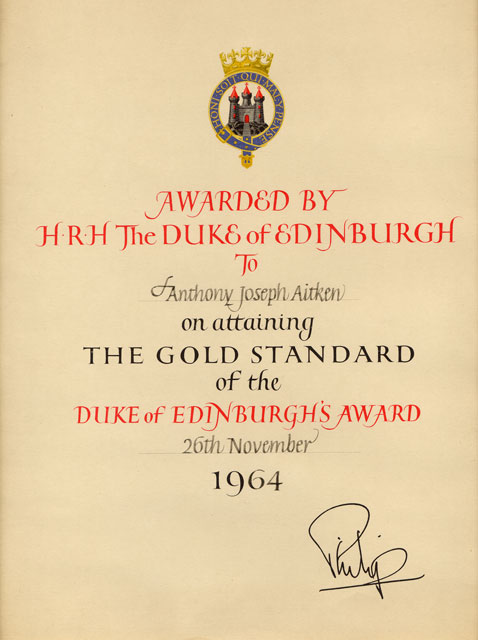 HONI·SOIT·QUI·MAL·Y·PENSE
AWARDED BY
H·R·H The DUKE of EDINBURGH
To
Anthony Joseph Aitken
on attaining
THE GOLD STANDARD
of the
DUKE of EDINBURGH'S AWARD
26th November
1964
Philip